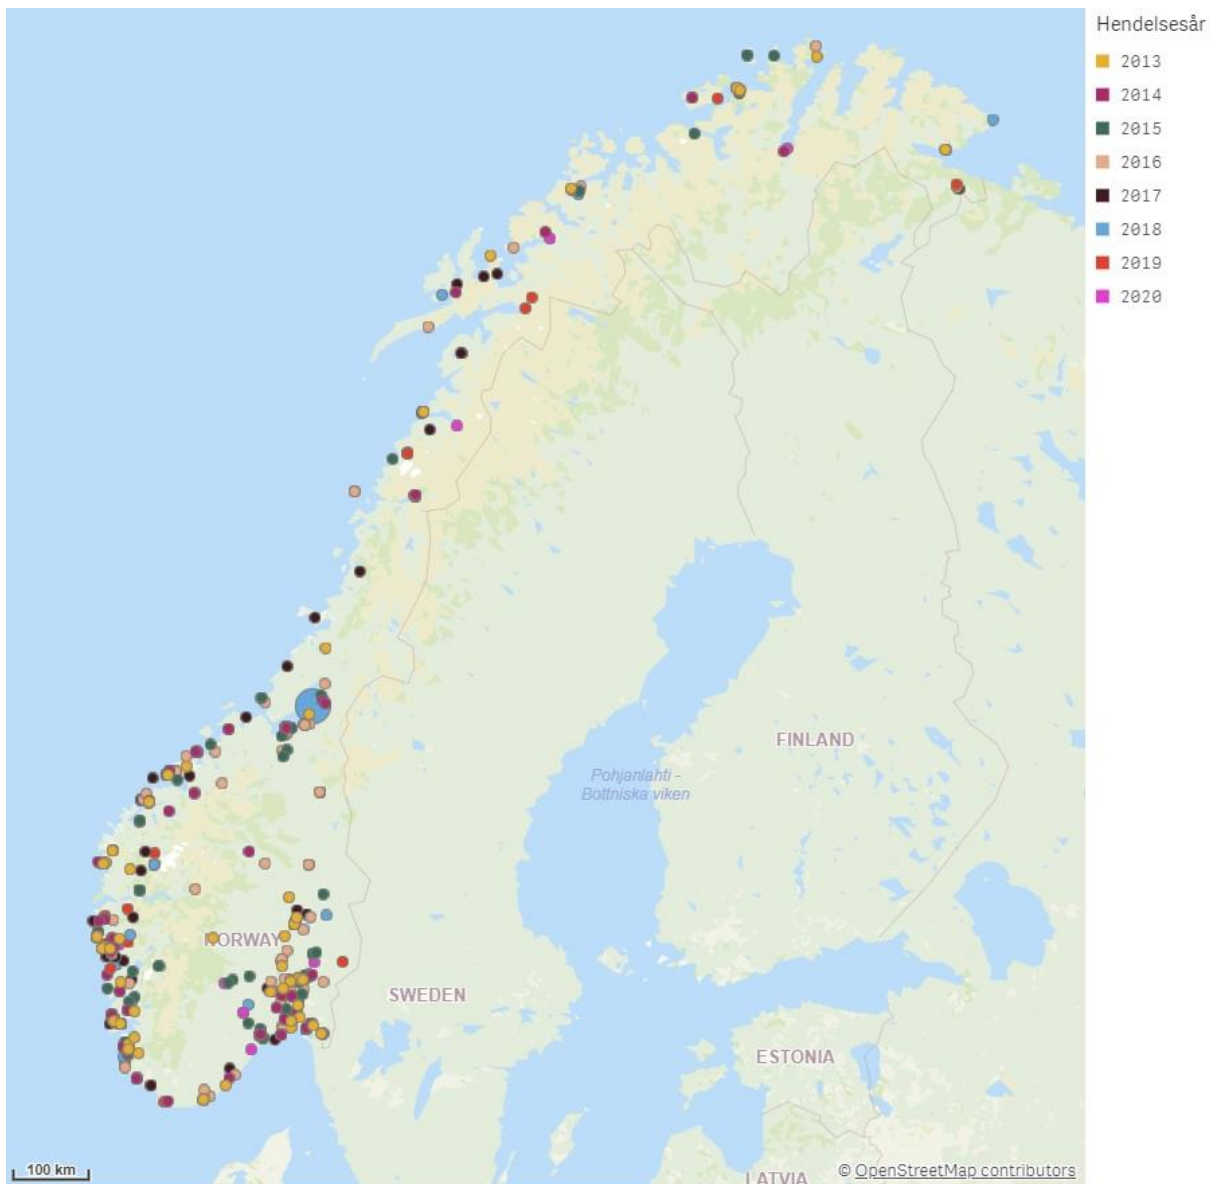 Hendelsesår
2013
2014
2015
2016
2017
2018
2019
2020
FINLAND
Pohjanlahti -
Bottniska viken
NORWAY
SWEDEN
ESTONIA
LATVIA
100 km
© OpenStreetMap contributors